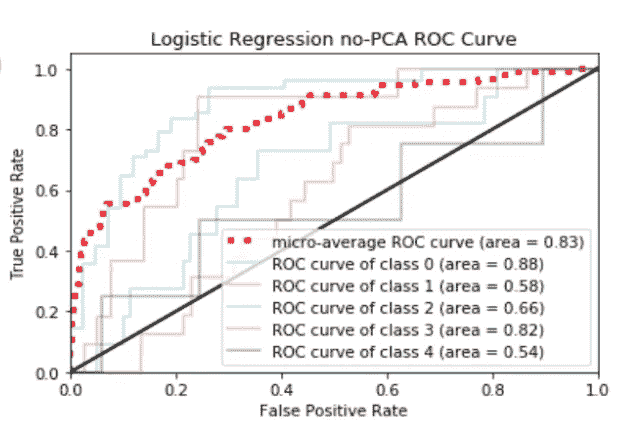 Logistic Regression no-PCA ROC Curve
1.0
0.8
0.6
0.4
0.2
0.0
True Positive Rate
micro-average ROC curve (area = 0.83)
ROC curve of class 0 (area = 0.88)
ROC curve of class 1 (area = 0.58)
ROC curve of class 2 (area = 0.66)
ROC curve of class 3 (area = 0.82)
ROC curve of class 4 (area = 0.54)
0.0 0.2 0.4 0.6 0.8 1.0
False Positive Rate